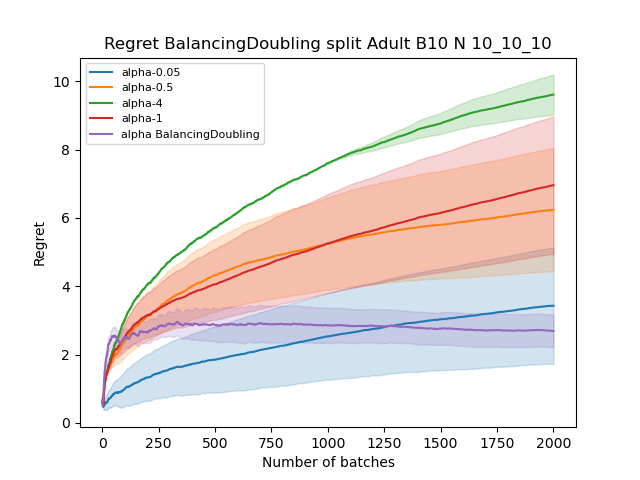 Regret BalancingDoubling split Adult B10 N 10_10_10
alpha-0.05
alpha-0.5
alpha-4
alpha-1
alpha BalancingDoubling
Regret
10
8
6
4
2
0
0 250 500 750 1000 1250 1500 1750 2000
Number of batches